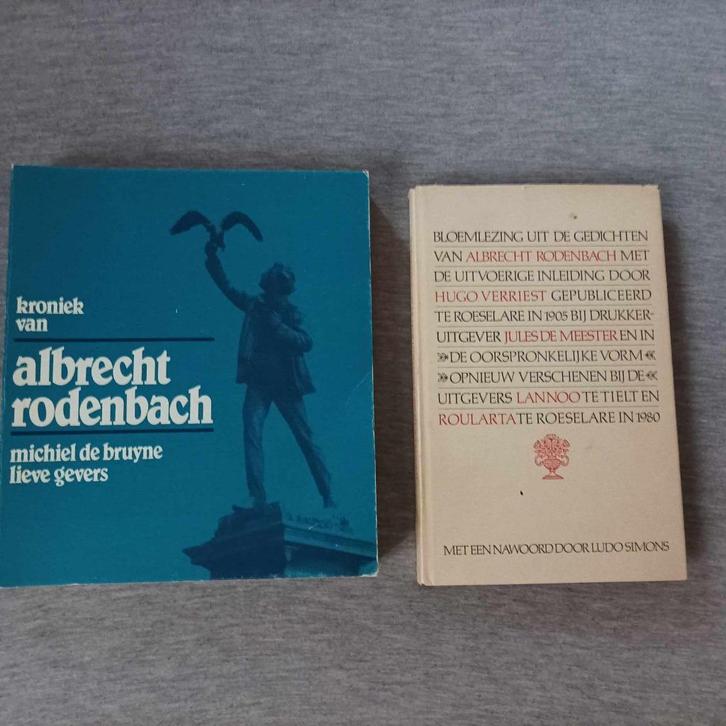 kroniek
van
albrecht
rodenbach
michiel de bruyne
lieve gevers
BLOEMLEZING UIT DE GEDICHTEN
VAN ALBRECHT RODENBACH MET
DE UITVOERIGE INLEIDING DOOR
HUGO VERRIEST GEPUBLICEERD
TE ROESELARE IN 1905 BIJ DRUKKER-
UITGEVER JULES DE MEESTER EN IN
DE OORSPRONKELIJKE VORM
OPNIEUW VERSCHENEN BIJ DE
UITGEVERS LANNOO TE TIELT EN
ROULARTA TE ROESELARE IN 1980
MET EEN NAWOORD DOOR LUDO SIMONS